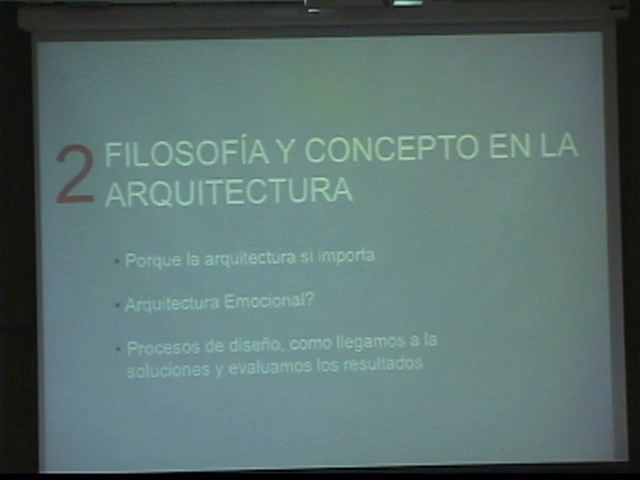 2 FILOSOFÍA Y CONCEPTO EN LA
ARQUITECTURA
• Porque la arquitectura si importa
• Arquitectura Emocional?
• Procesos de diseño, como llegamos a la
soluciones y evaluamos los resultados